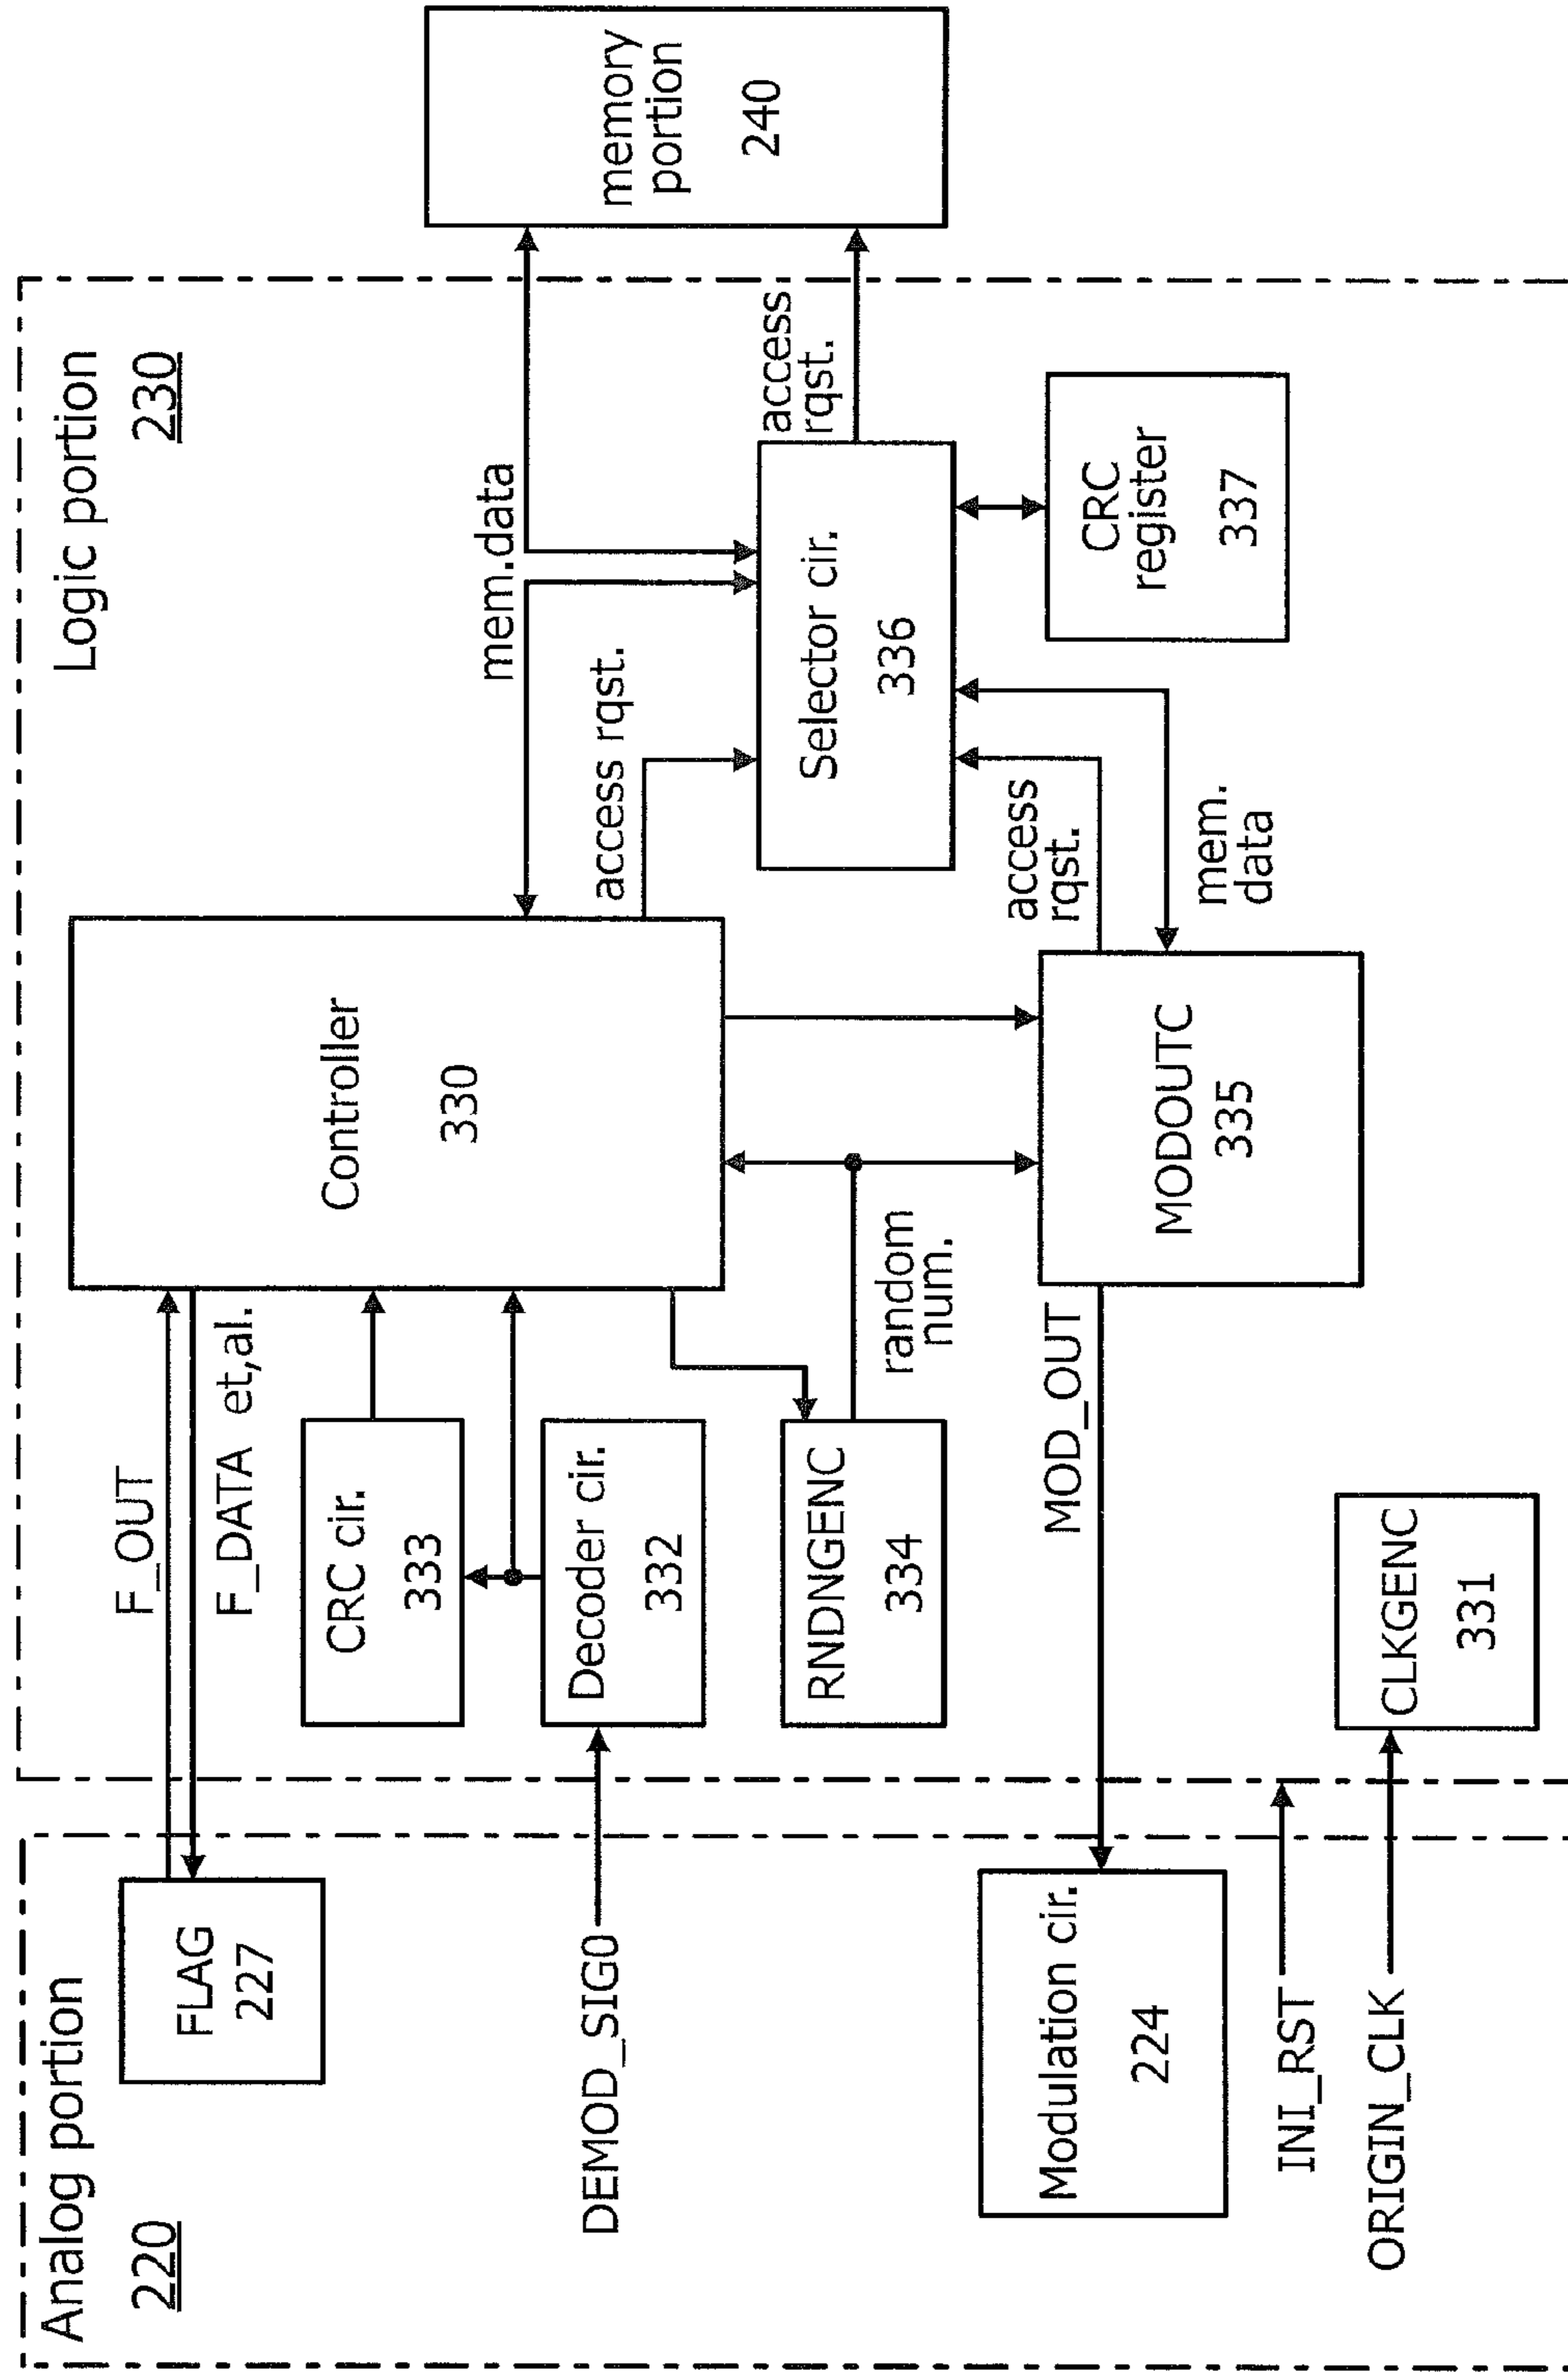 Analog portion
220
FLAG
227
DEMOD_SIG0
Modulation cir.
224
INI_RST
ORIGIN_CLK
Logic portion
230
F_OUT
F_DATA et,al.
CRC cir.
333
Decoder cir.
332
RNDNGENC
334
random
num.
MOD_OUT
CLKGENC
331
Controller
330
MODOUTC
335
access rqst.
mem.data
access
rqst.
mem.
data
Selector cir.
336
access
rqst.
CRC
register
337
memory
portion
240